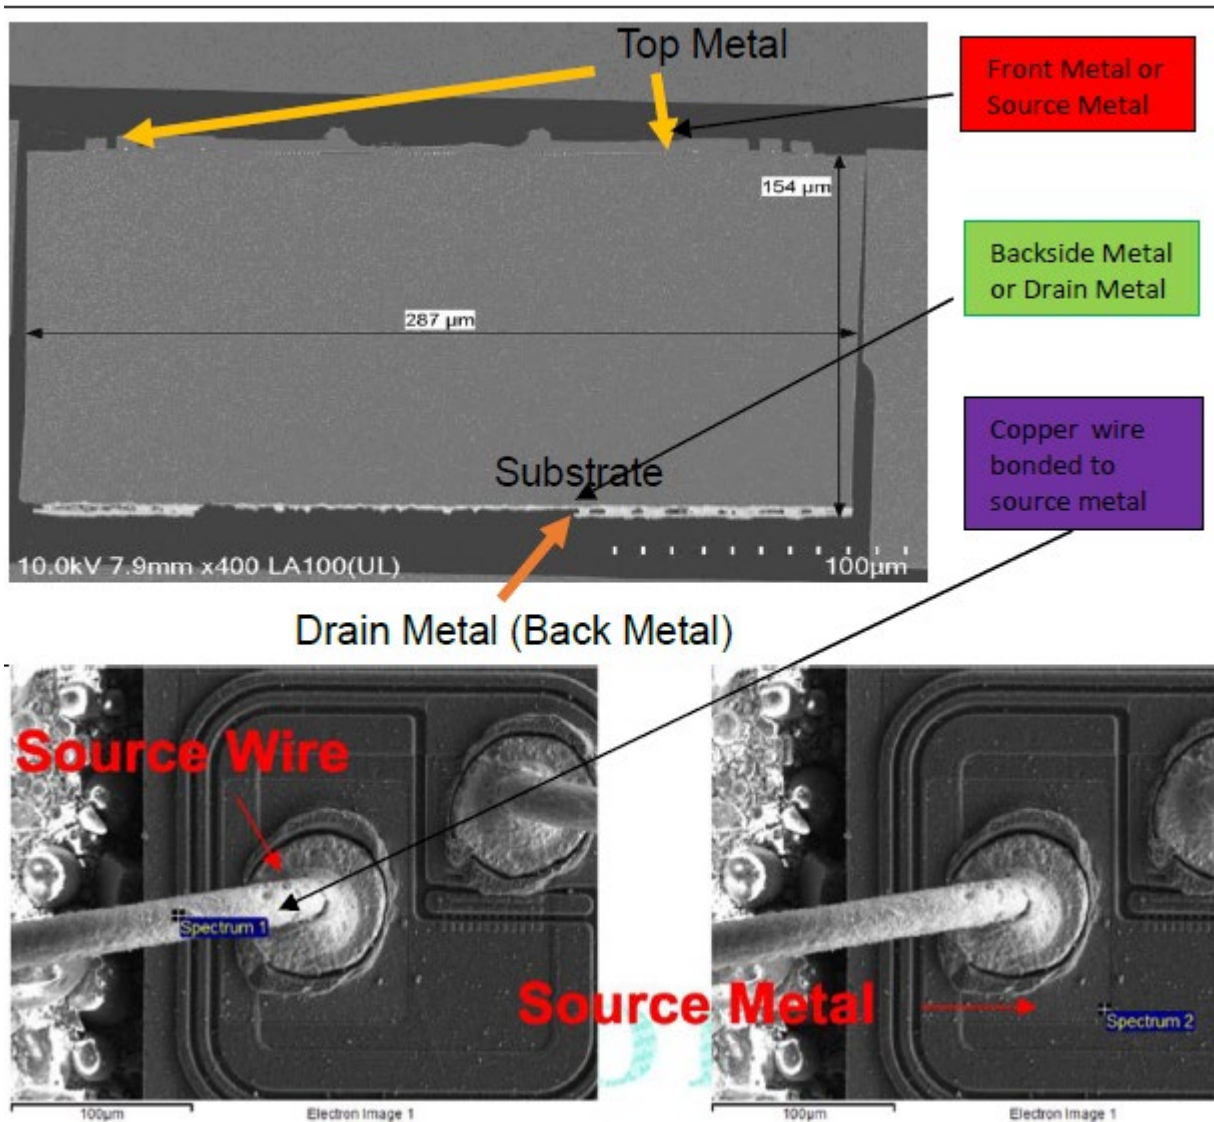 Top Metal
Front Metal or
Source Metal
154 µm
Backside Metal
or Drain Metal
287 µm
Copper wire
bonded to
source metal
Substrate
10.0kV 7.9mm x400 LA100(UL)
100µm
Drain Metal (Back Metal)
Source Wire
Spectrum 1
Source Metal
Spectrum 2
100µm
Electron Image 1
100µm
Electron Image 1